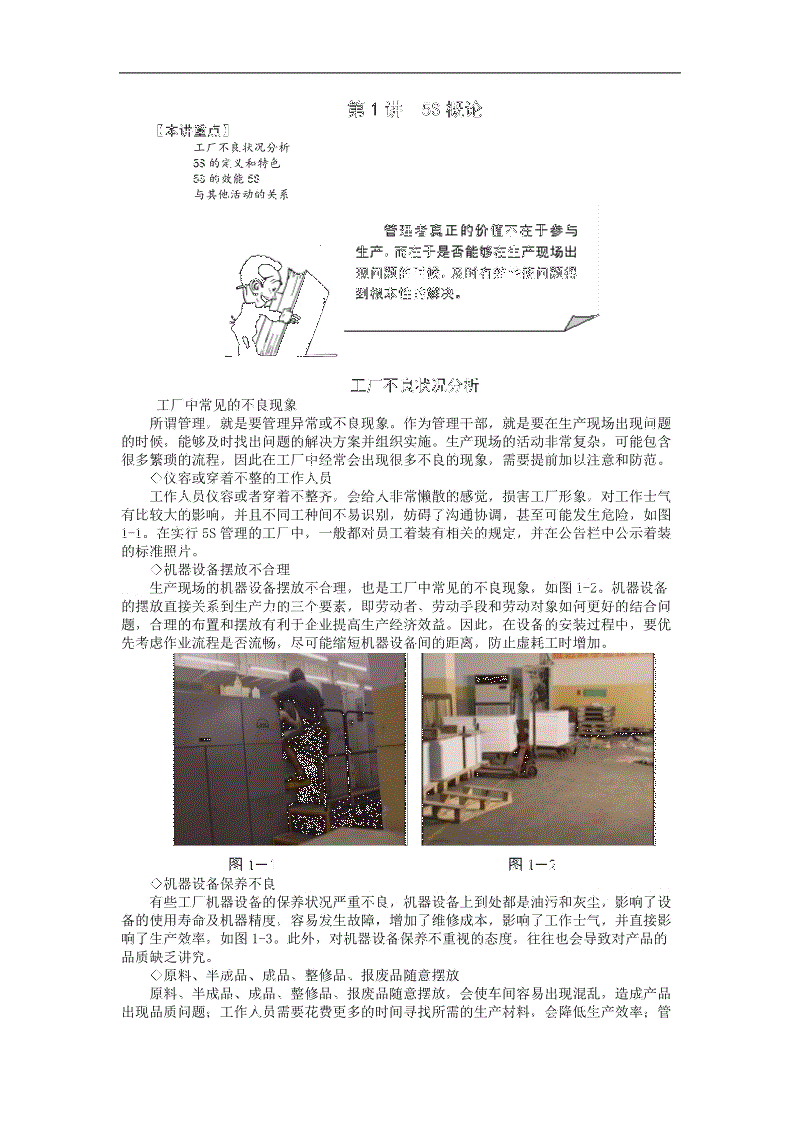 第 1 讲 5S 概论
〖本讲重点〗
工厂不良状况分析
5S 的定义和特色
5S 的效能 5S
与其他活动的关系
管理者真正的价值不在于参与
生产，而在于是否能够在生产现场出
现问题的时候，及时有效地使问题得
到根本性的解决。
工厂不良状况分析
工厂中常见的不良现象
所谓管理，就是要管理异常或不良现象。作为管理干部，就是要在生产现场出现问题
的时候，能够及时找出问题的解决方案并组织实施。生产现场的活动非常复杂，可能包含
很多繁琐的流程，因此在工厂中经常会出现很多不良的现象，需要提前加以注意和防范。
◇仪容或穿着不整的工作人员
工作人员仪容或者穿着不整齐，会给人非常懒散的感觉，损害工厂形象，对工作士气
有比较大的影响，并且不同工种间不易识别，妨碍了沟通协调，甚至可能发生危险，如图
1-1。在实行 5S 管理的工厂中，一般都对员工着装有相关的规定，并在公告栏中公示着装
的标准照片。
◇机器设备摆放不合理
生产现场的机器设备摆放不合理，也是工厂中常见的不良现象，如图 1-2。机器设备
的摆放直接关系到生产力的三个要素，即劳动者、劳动手段和劳动对象如何更好的结合问
题，合理的布置和摆放有利于企业提高生产经济效益。因此，在设备的安装过程中，要优
先考虑作业流程是否流畅，尽可能缩短机器设备间的距离，防止虚耗工时增加。
图 1－1 图 1－2
◇机器设备保养不良
有些工厂机器设备的保养状况严重不良，机器设备上到处都是油污和灰尘，影响了设
备的使用寿命及机器精度，容易发生故障，增加了维修成本，影响了工作士气，并直接影
响了生产效率，如图 1-3。此外，对机器设备保养不重视的态度，往往也会导致对产品的
品质缺乏讲究。
◇原料、半成品、成品、整修品、报废品随意摆放
原料、半成品、成品、整修品、报废品随意摆放，会使车间容易出现混乱，造成产品
出现品质问题；工作人员需要花费更多的时间寻找所需的生产材料，会降低生产效率；管